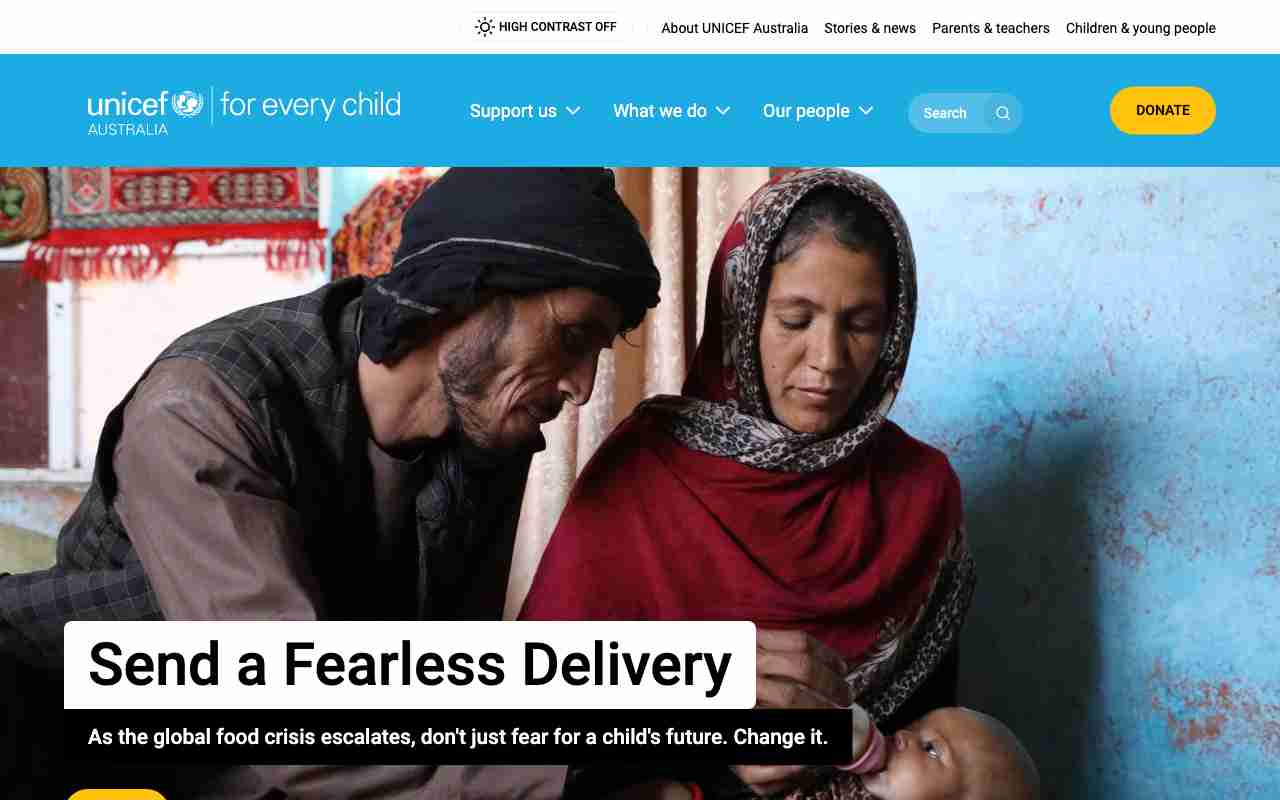 HIGH CONTRAST OFF
About UNICEF Australia
Stories & news
Parents & teachers
Children & young people
unicef for every child
AUSTRALIA
Support us
What we do
Our people
Search
DONATE
Send a Fearless Delivery
As the global food crisis escalates, don't just fear for a child's future. Change it.